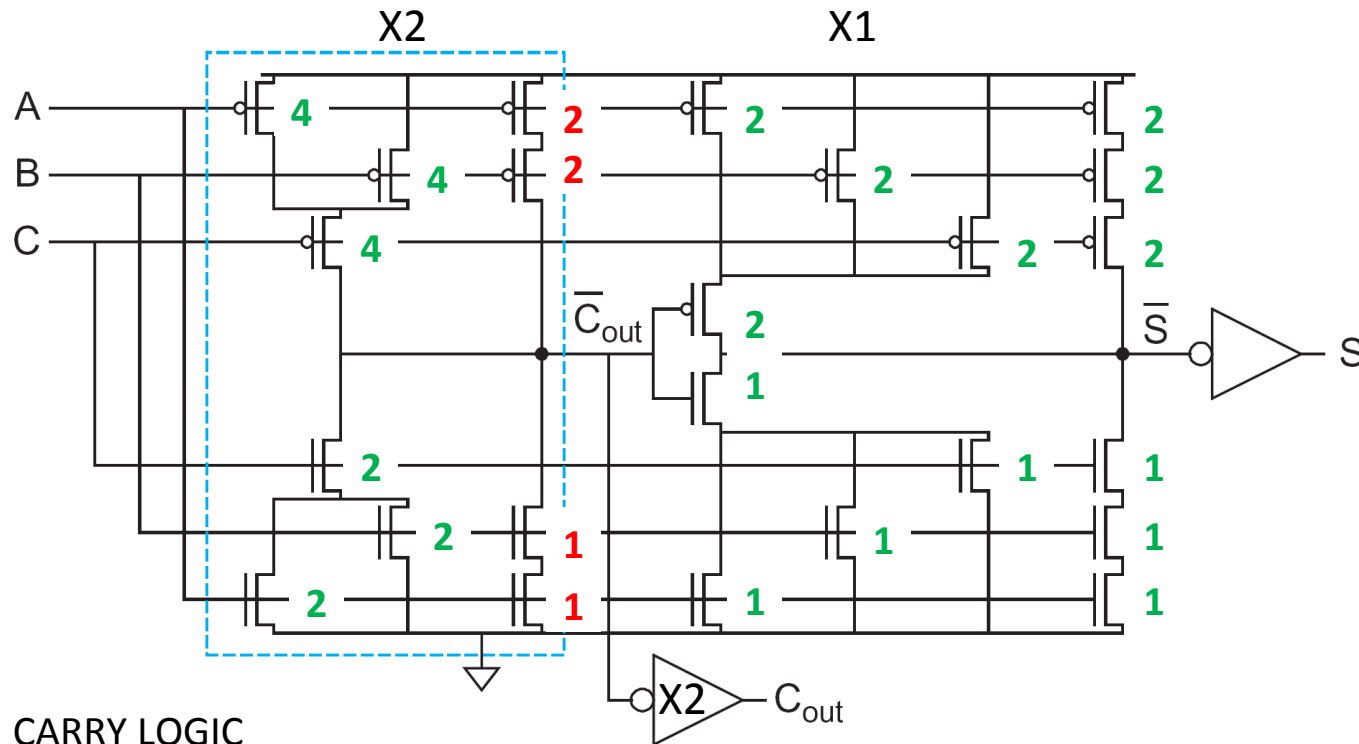 X2 X1
A 4 2 2 2
B 4 2 2 2
C 4 2 2
C̅out 2 S̅ S
1
2 1 1
2 1 1 1
2 1 1 1
X2 Cout
CARRY LOGIC